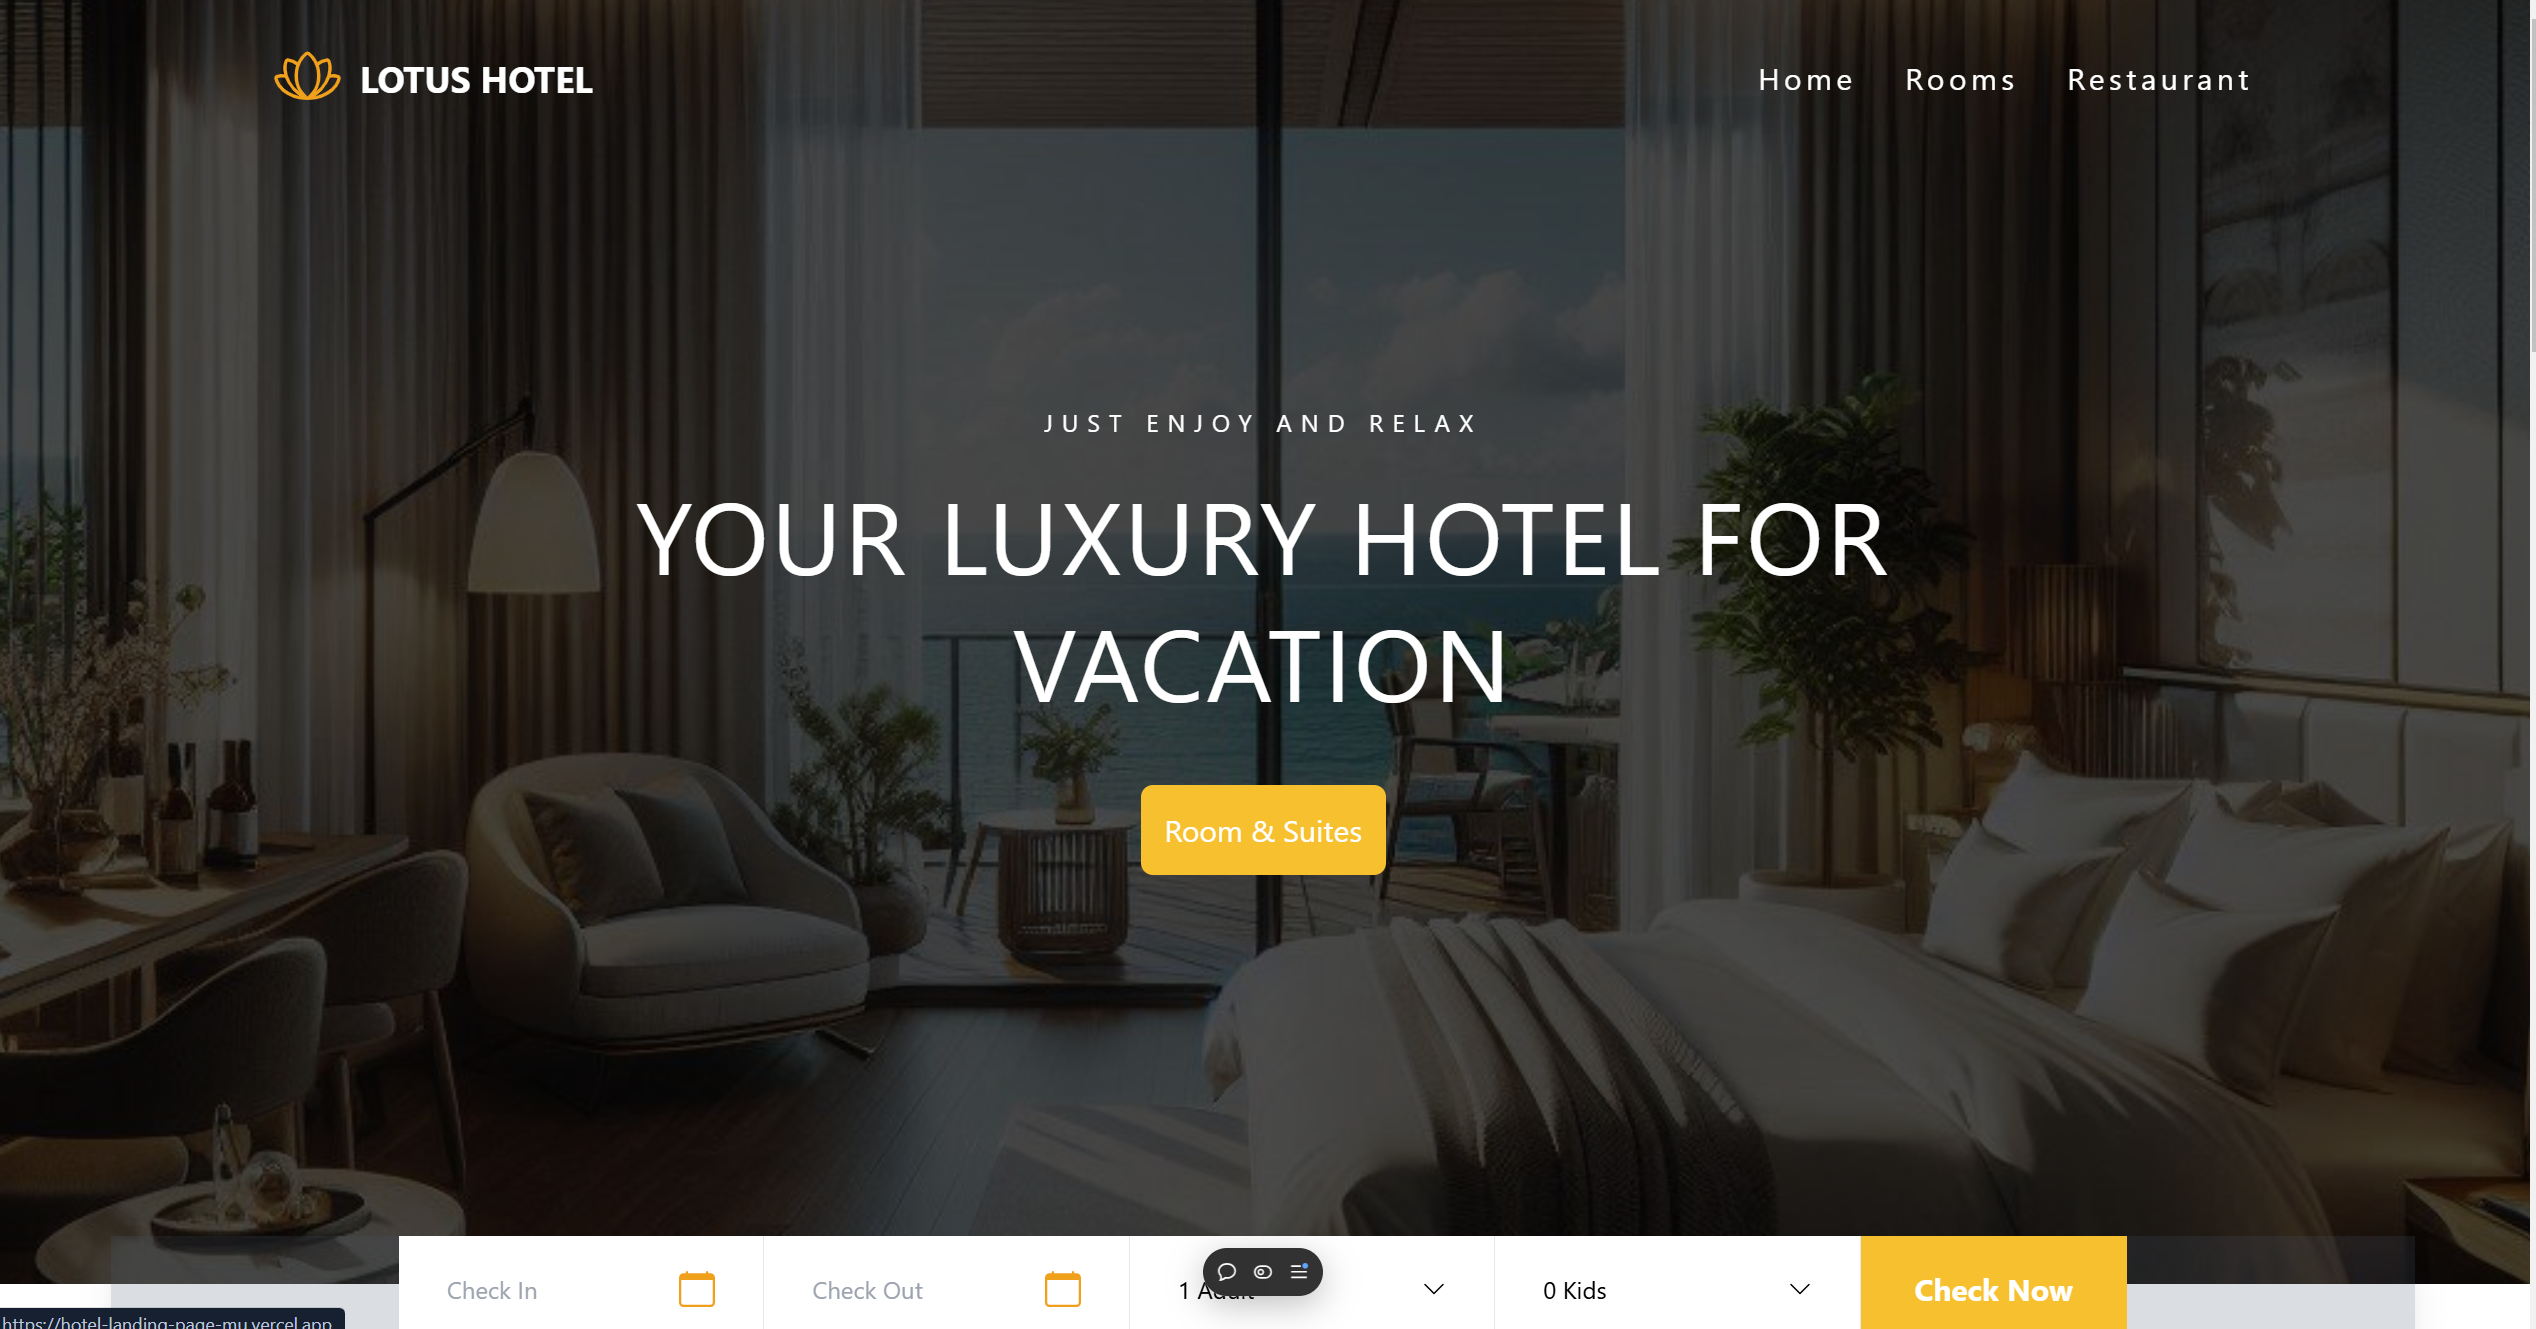 LOTUS HOTEL
Home Rooms Restaurant
JUST ENJOY AND RELAX
YOUR LUXURY HOTEL FOR
VACATION
Room & Suites
Check In Check Out 1 Adult 0 Kids Check Now
https://hotel-landing-page-mu.vercel.app